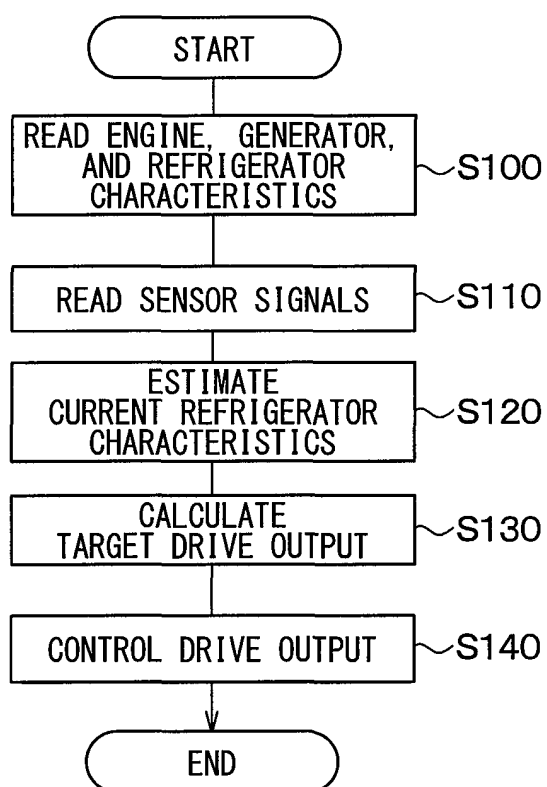 START
READ ENGINE, GENERATOR,
AND REFRIGERATOR
CHARACTERISTICS
S100
READ SENSOR SIGNALS
S110
ESTIMATE
CURRENT REFRIGERATOR
CHARACTERISTICS
S120
CALCULATE
TARGET DRIVE OUTPUT
S130
CONTROL DRIVE OUTPUT
S140
END